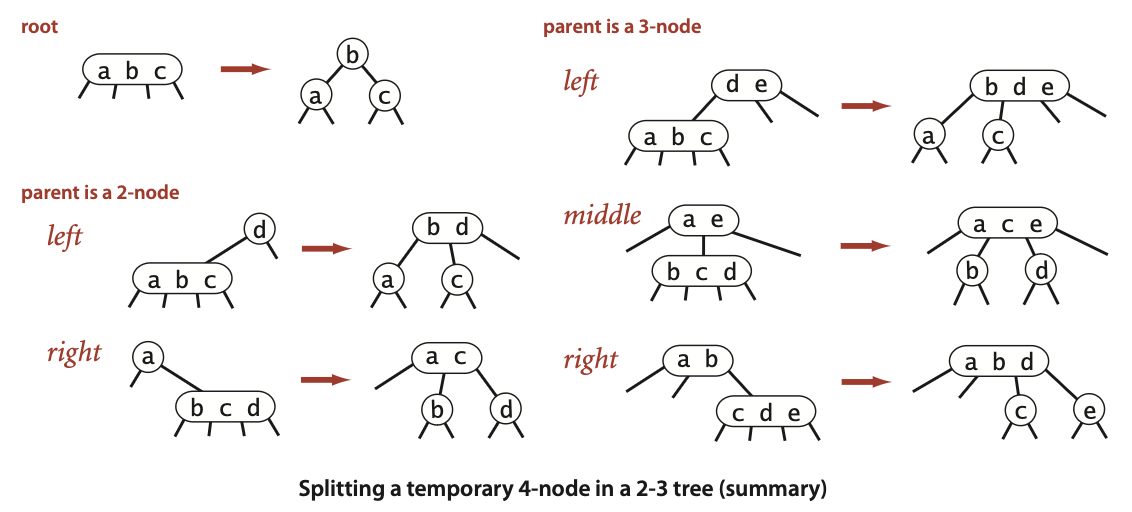 root
a b c
b
a
c
parent is a 2-node
left
d
a b c
b d
a
c
right
a
b c d
a c
b
d
parent is a 3-node
left
d e
a b c
b d e
a
c
middle
a e
b c d
a c e
b
d
right
a b
c d e
a b d
c
e
Splitting a temporary 4-node in a 2-3 tree (summary)